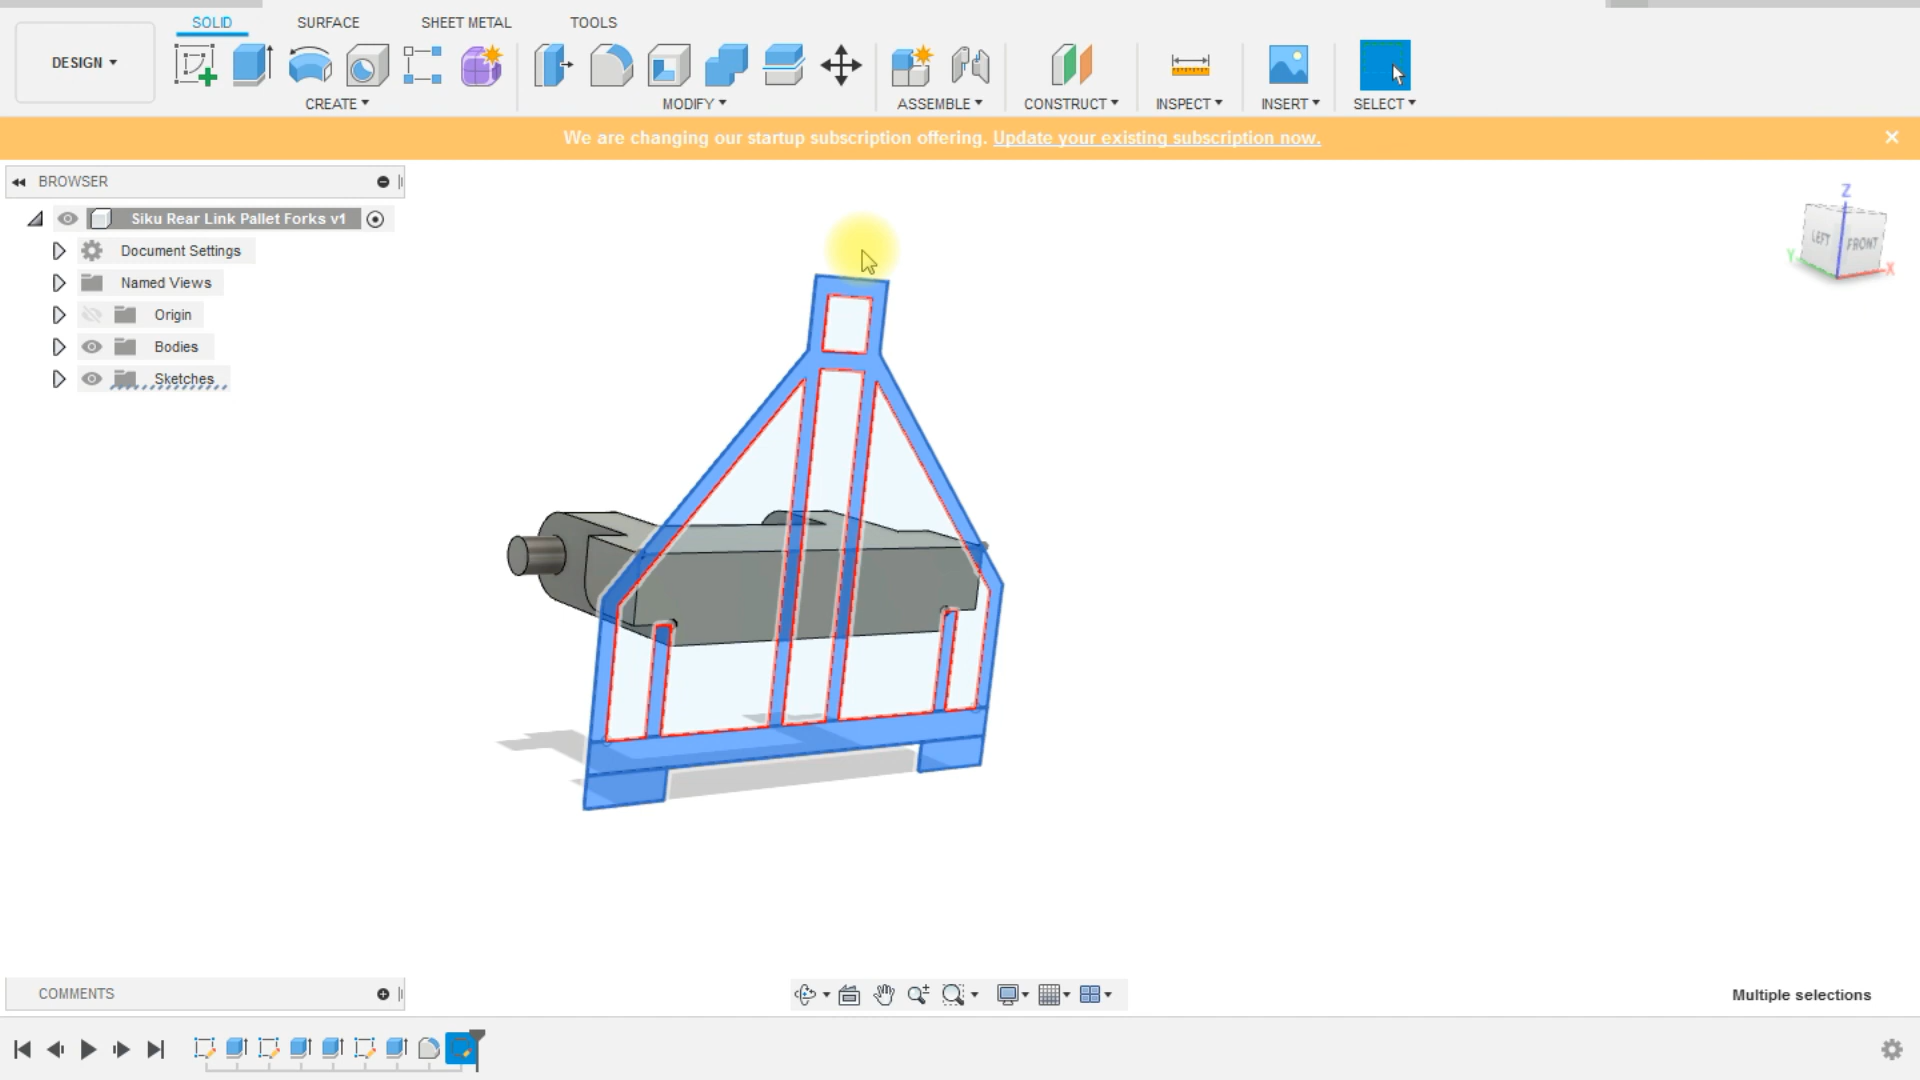 SOLID SURFACE SHEET METAL TOOLS
DESIGN
CREATE MODIFY ASSEMBLE CONSTRUCT INSPECT INSERT SELECT
We are changing our startup subscription offering. Update your existing subscription now.
BROWSER
Siku Rear Link Pallet Forks v1
Document Settings
Named Views
Origin
Bodies
Sketches
Z
LEFT FRONT
Y X
COMMENTS
Multiple selections